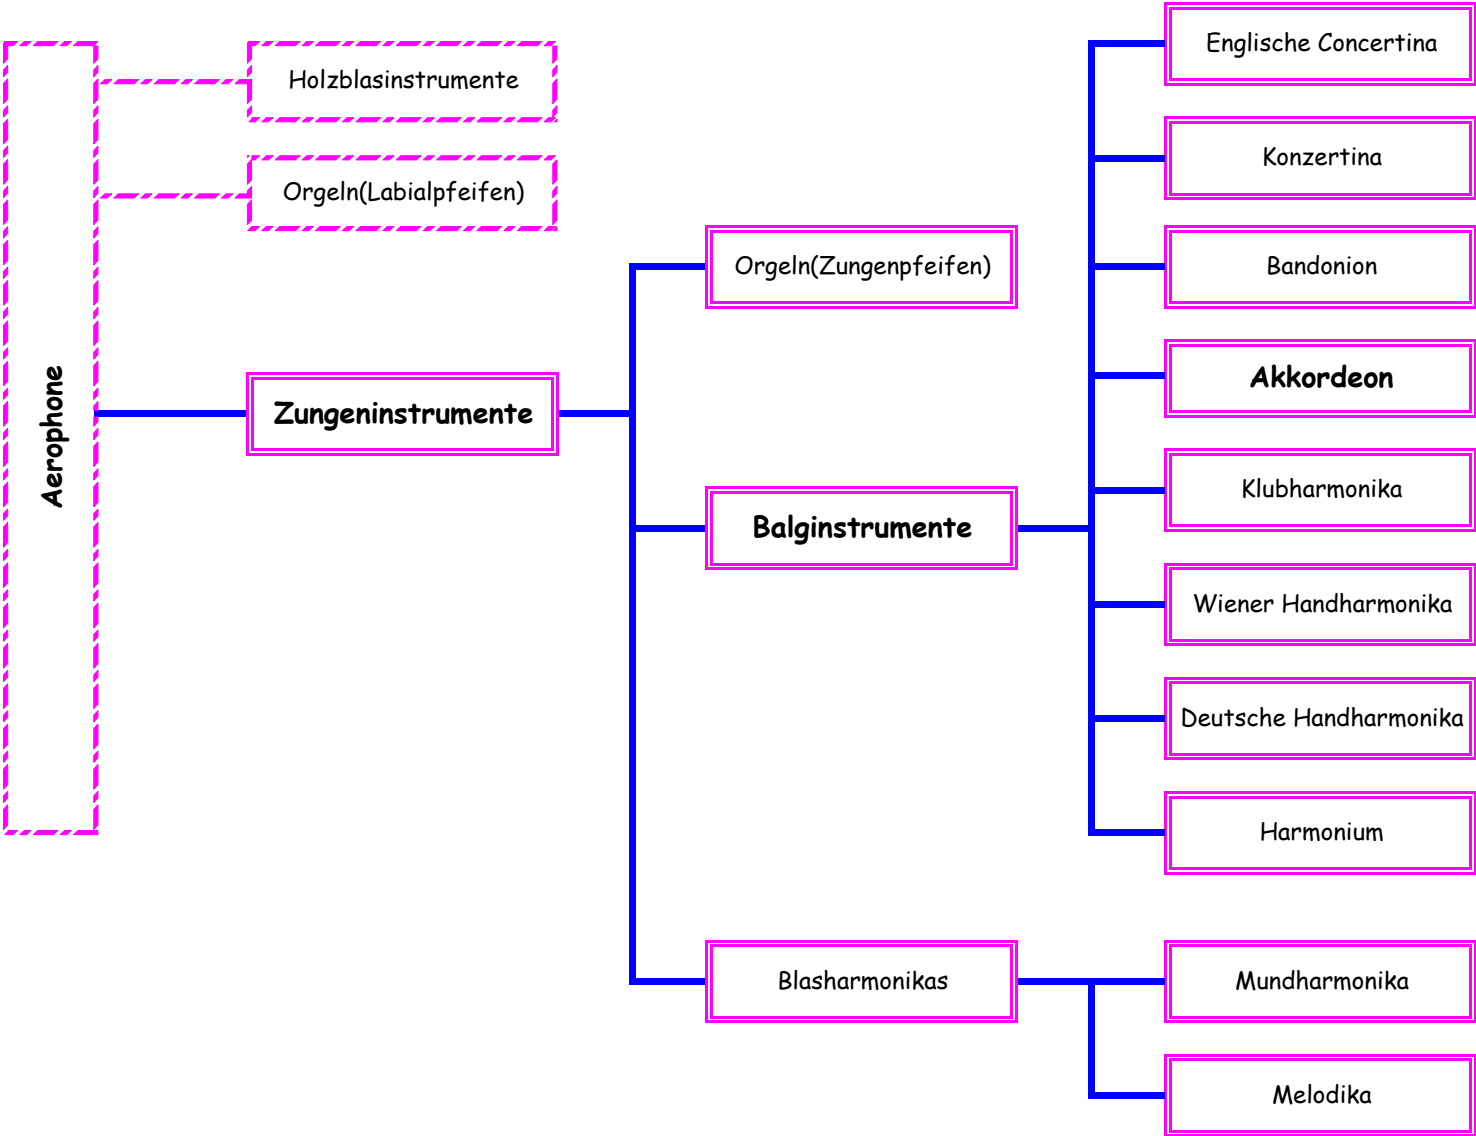 Aerophone
Holzblasinstrumente
Orgeln(Labialpfeifen)
Zungeninstrumente
Orgeln(Zungenpfeifen)
Balginstrumente
Blasharmonikas
Englische Concertina
Konzertina
Bandonion
Akkordeon
Klubharmonika
Wiener Handharmonika
Deutsche Handharmonika
Harmonium
Mundharmonika
Melodika